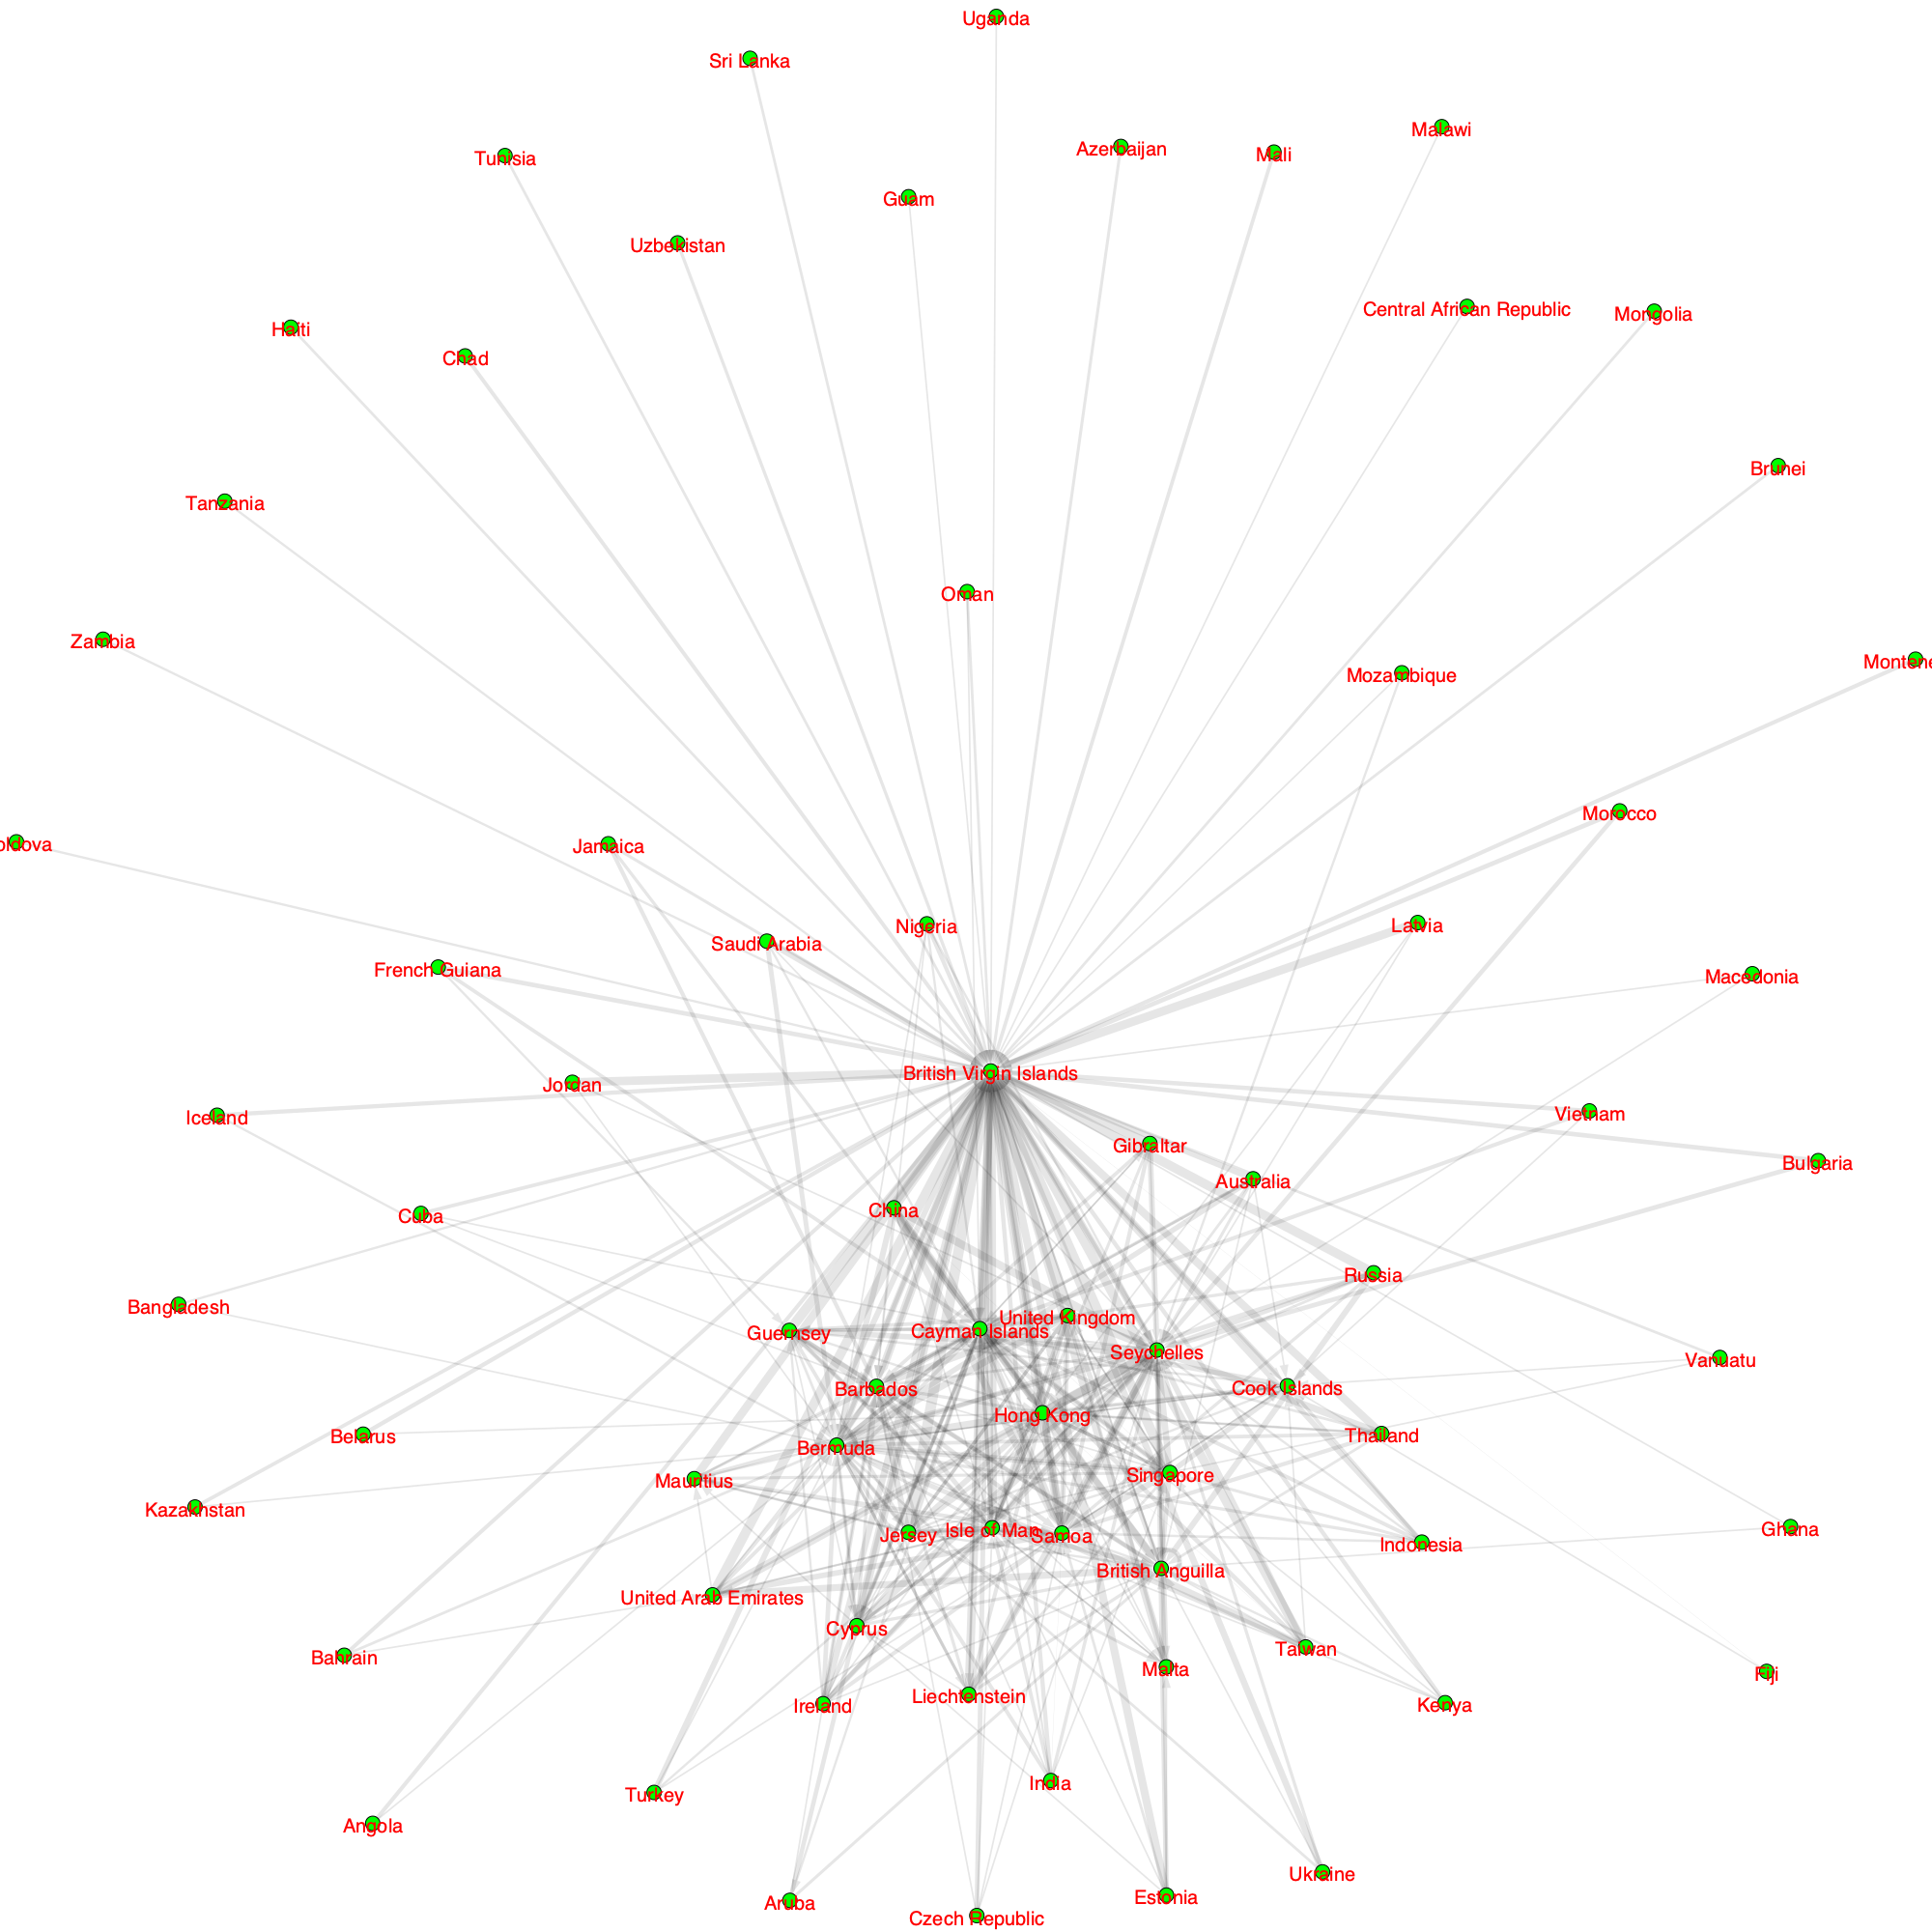 Uganda
Sri Lanka
Malawi
Azerbaijan
Mali
Tunisia
Guam
Uzbekistan
Central African Republic
Mongolia
Haiti
Chad
Brunei
Tanzania
Oman
Zambia
Montene
Mozambique
Morocco
oldova
Jamaica
Nigeria
Latvia
Saudi Arabia
French Guiana
Macedonia
British Virgin Islands
Jordan
Iceland
Vietnam
Gibraltar
Bulgaria
Australia
China
Cuba
Russia
Bangladesh
United Kingdom
Guernsey
Cayman Islands
Seychelles
Vanuatu
Barbados
Cook Islands
Hong Kong
Belarus
Thailand
Bermuda
Singapore
Mauritius
Kazakhstan
Ghana
Jersey
Isle of Man
Samoa
Indonesia
British Anguilla
United Arab Emirates
Cyprus
Taiwan
Bahrain
Malta
Fiji
Liechtenstein
Ireland
Kenya
India
Turkey
Angola
Ukraine
Estonia
Aruba
Czech Republic